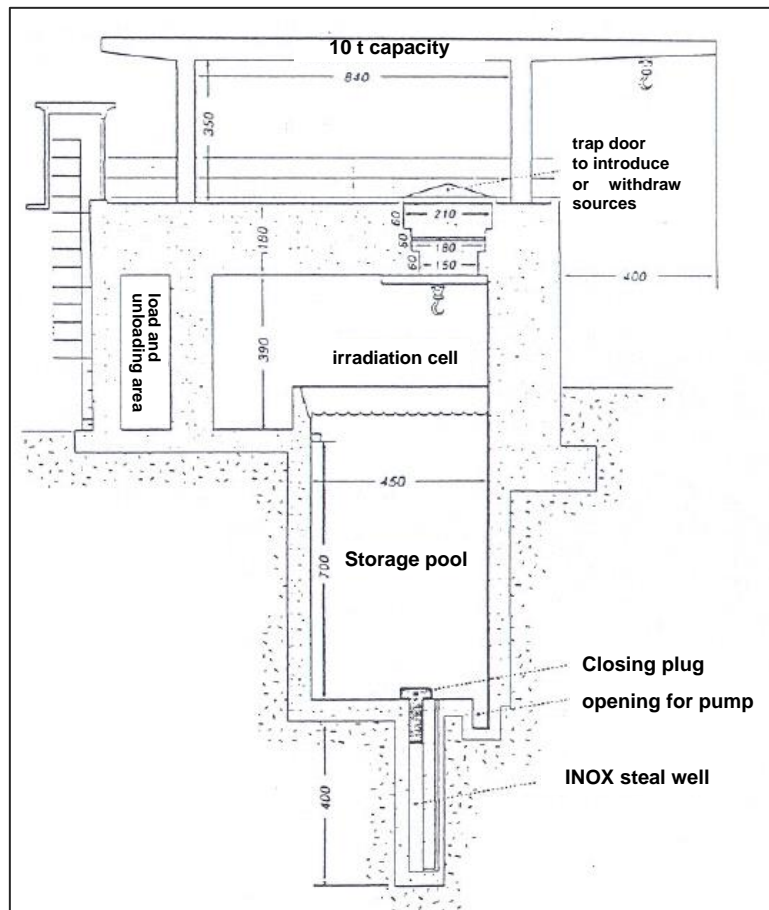 10 t capacity
840
350
trap door
to introduce
or withdraw
sources
60
210
180
60
180
60
150
400
load and
unloading area
390
irradiation cell
450
700
Storage pool
Closing plug
opening for pump
400
INOX steal well